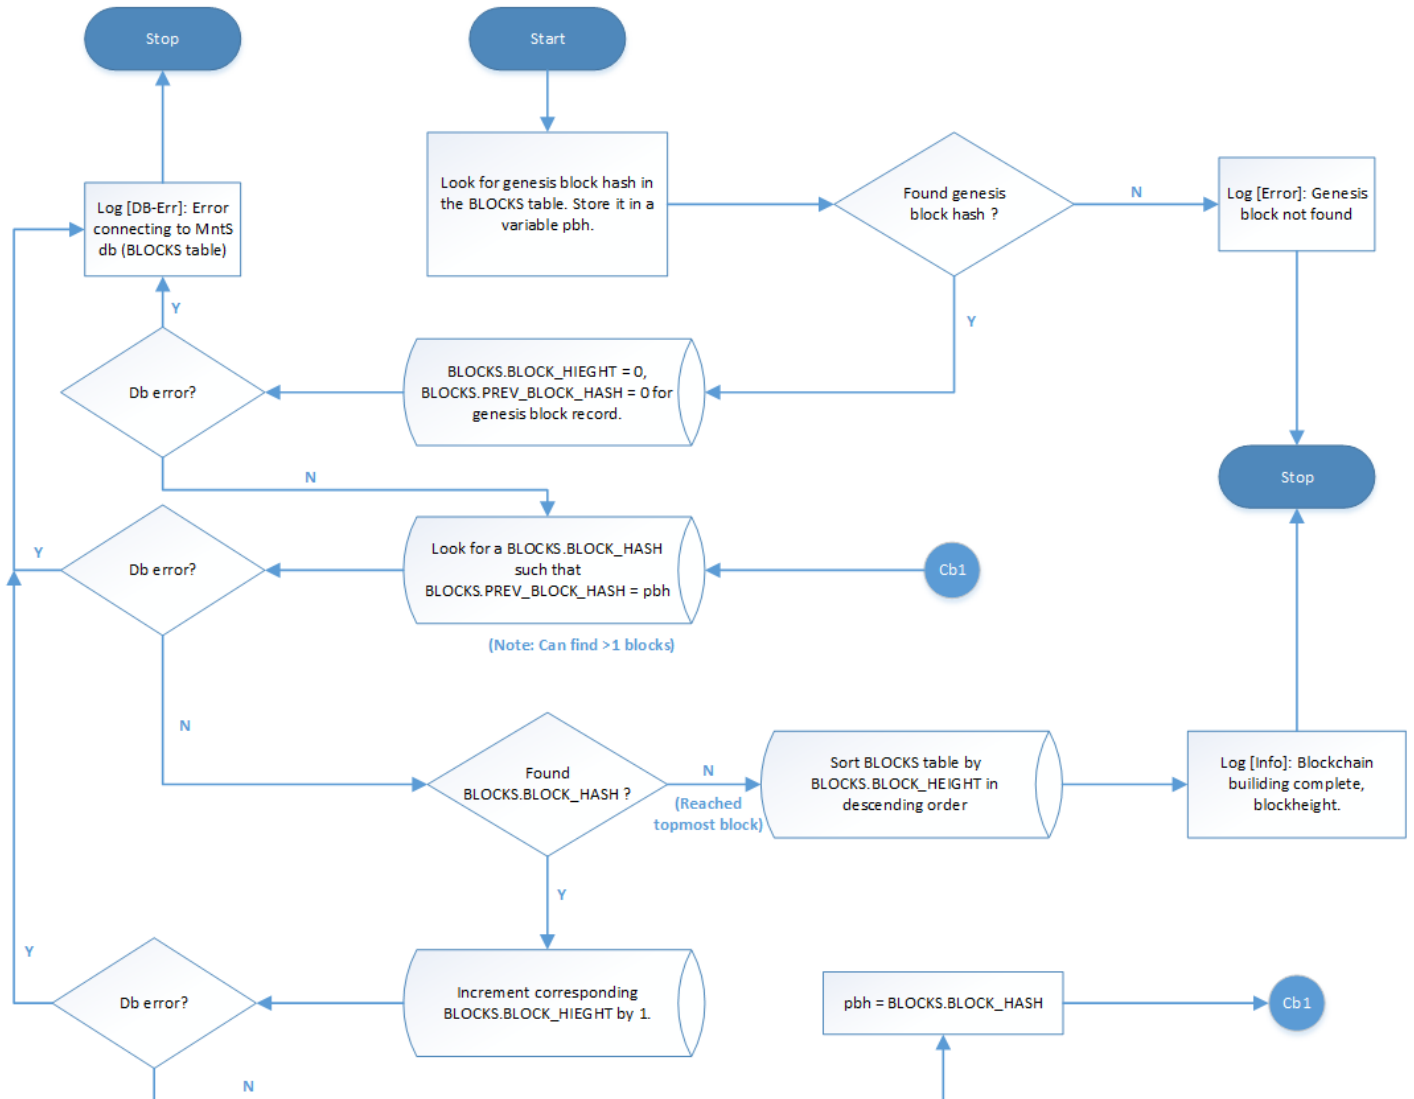 Stop
Start
Look for genesis block hash in
the BLOCKS table. Store it in a
variable pbh.
Found genesis
block hash ?
N
Log [Error]: Genesis
block not found
Log [DB-Err]: Error
connecting to MntS
db (BLOCKS table)
Y
Y
Db error?
BLOCKS.BLOCK_HIEGHT = 0,
BLOCKS.PREV_BLOCK_HASH = 0 for
genesis block record.
N
Stop
Y
Db error?
Look for a BLOCKS.BLOCK_HASH
such that
BLOCKS.PREV_BLOCK_HASH = pbh
Cb1
(Note: Can find >1 blocks)
N
Found
BLOCKS.BLOCK_HASH ?
N
(Reached
topmost block)
Sort BLOCKS table by
BLOCKS.BLOCK_HEIGHT in
descending order
Log [Info]: Blockchain
builiding complete,
blockheight.
Y
Y
Db error?
Increment corresponding
BLOCKS.BLOCK_HIEGHT by 1.
pbh = BLOCKS.BLOCK_HASH
Cb1
N